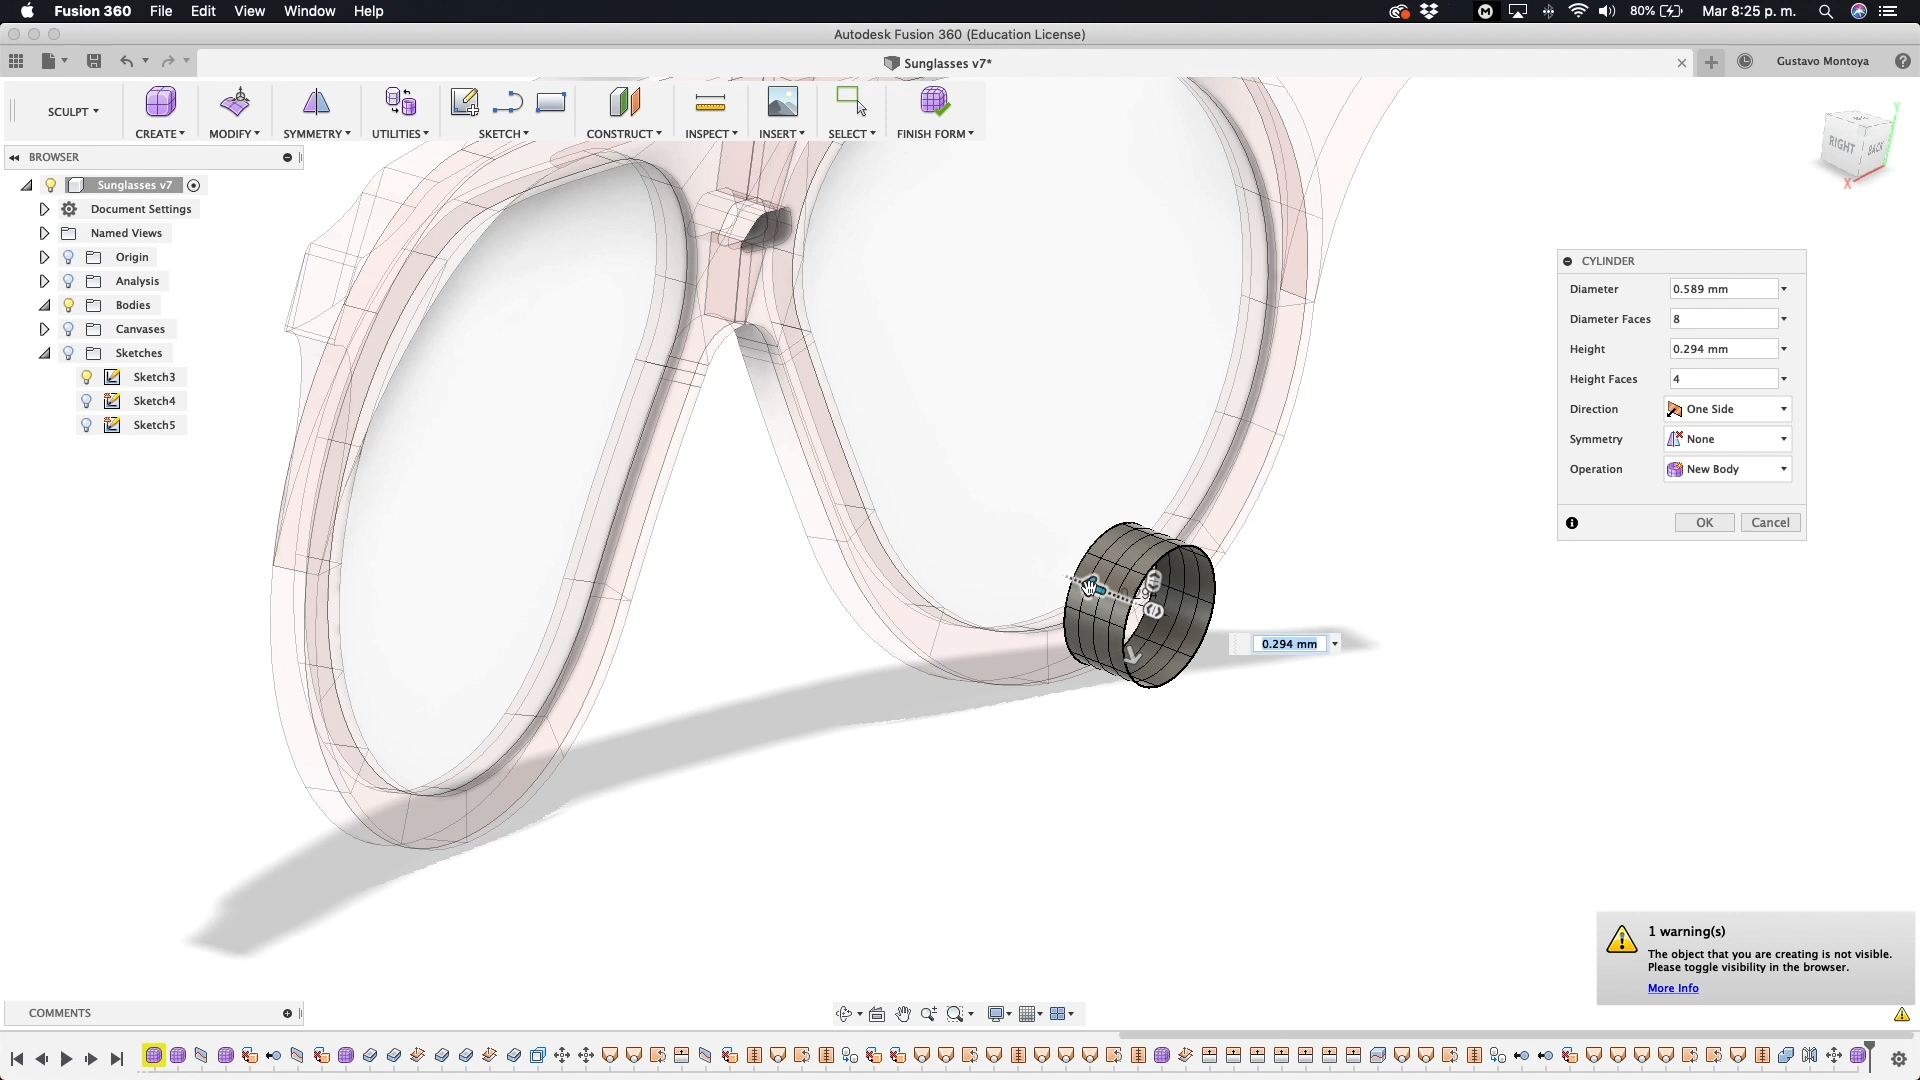 Fusion 360 File Edit View Window Help
80% Mar 8:25 p. m.
Autodesk Fusion 360 (Education License)
Sunglasses v7*
Gustavo Montoya
SCULPT
CREATE MODIFY SYMMETRY UTILITIES SKETCH CONSTRUCT INSPECT INSERT SELECT FINISH FORM
RIGHT BACK
Y
X
BROWSER
Sunglasses v7
Document Settings
Named Views
Origin
Analysis
Bodies
Canvases
Sketches
Sketch3
Sketch4
Sketch5
CYLINDER
Diameter 0.589 mm
Diameter Faces 8
Height 0.294 mm
Height Faces 4
Direction One Side
Symmetry None
Operation New Body
OK Cancel
0.294 mm
1 warning(s)
The object that you are creating is not visible.
Please toggle visibility in the browser.
More Info
COMMENTS